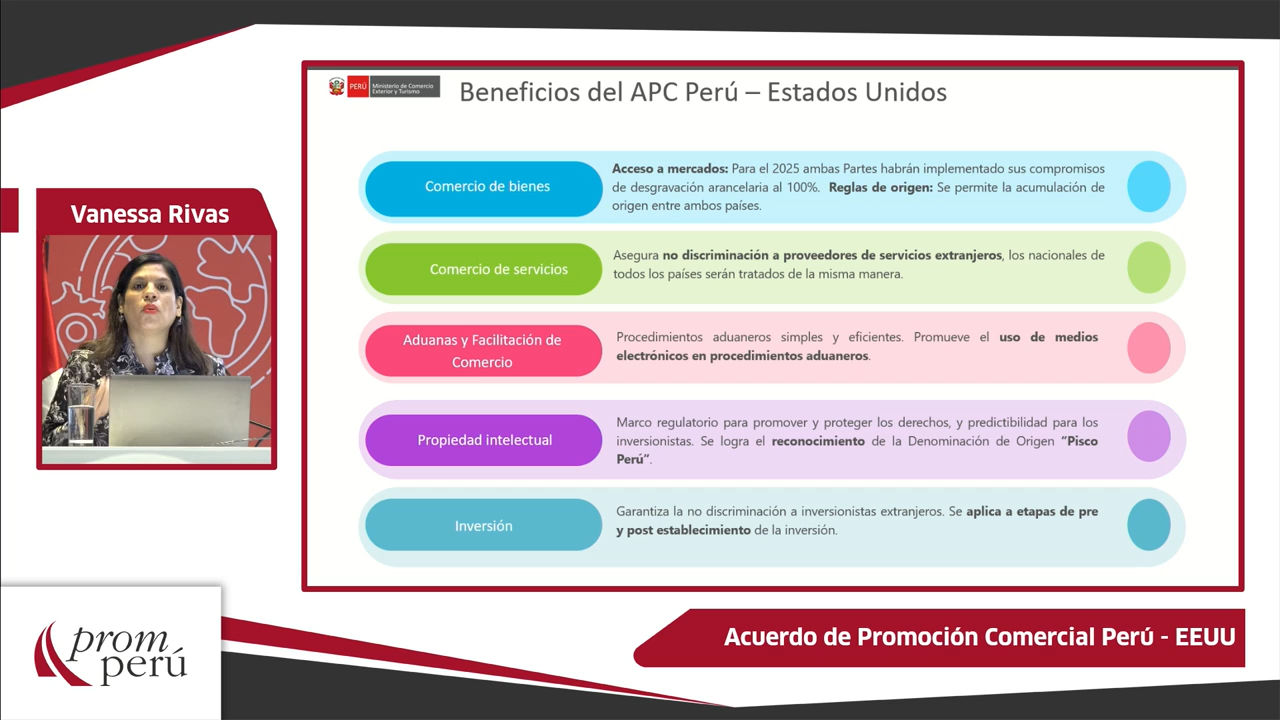 PERÚ
Ministerio de Comercio
Exterior y Turismo
Beneficios del APC Perú – Estados Unidos
Comercio de bienes
Acceso a mercados: Para el 2025 ambas Partes habrán implementado sus compromisos
de desgravación arancelaria al 100%. Reglas de origen: Se permite la acumulación de
origen entre ambos países.
Vanessa Rivas
Comercio de servicios
Asegura no discriminación a proveedores de servicios extranjeros, los nacionales de
todos los países serán tratados de la misma manera.
Aduanas y Facilitación de
Comercio
Procedimientos aduaneros simples y eficientes. Promueve el uso de medios
electrónicos en procedimientos aduaneros.
Propiedad intelectual
Marco regulatorio para promover y proteger los derechos, y predictibilidad para los
inversionistas. Se logra el reconocimiento de la Denominación de Origen “Pisco
Perú”.
Inversión
Garantiza la no discriminación a inversionistas extranjeros. Se aplica a etapas de pre
y post establecimiento de la inversión.
prom
perú
Acuerdo de Promoción Comercial Perú - EEUU